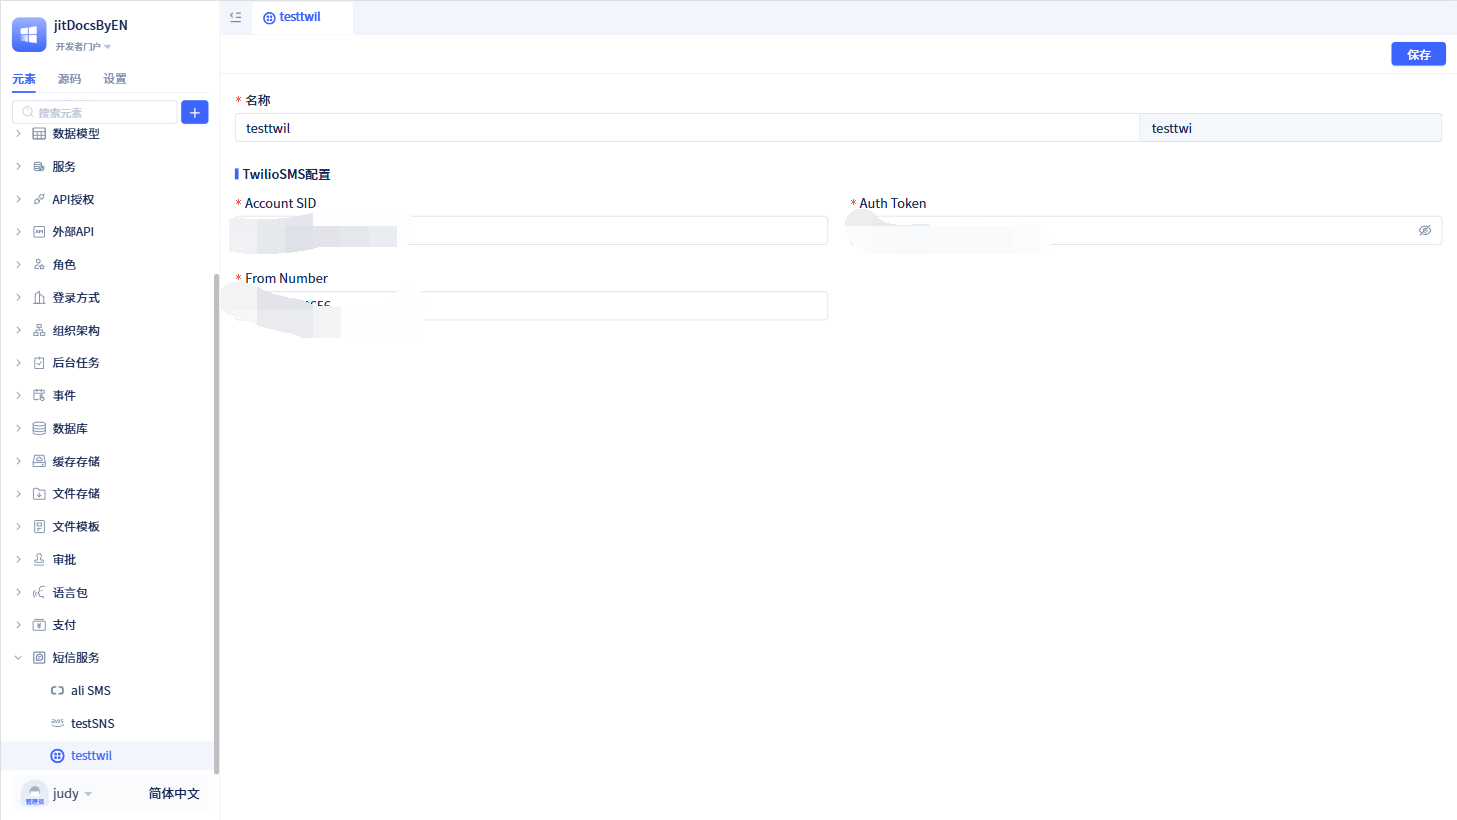 jitDocsByEN
开发者门户
元素 源码 设置
搜索元素
数据模型
服务
API授权
外部API
角色
登录方式
组织架构
后台任务
事件
数据库
缓存存储
文件存储
文件模板
审批
语言包
支付
短信服务
ali SMS
aws testSNS
testtwil
管理员
judy
简体中文
testtwil
保存
* 名称
testtwil testtwi
TwilioSMS配置
* Account SID * Auth Token
* From Number